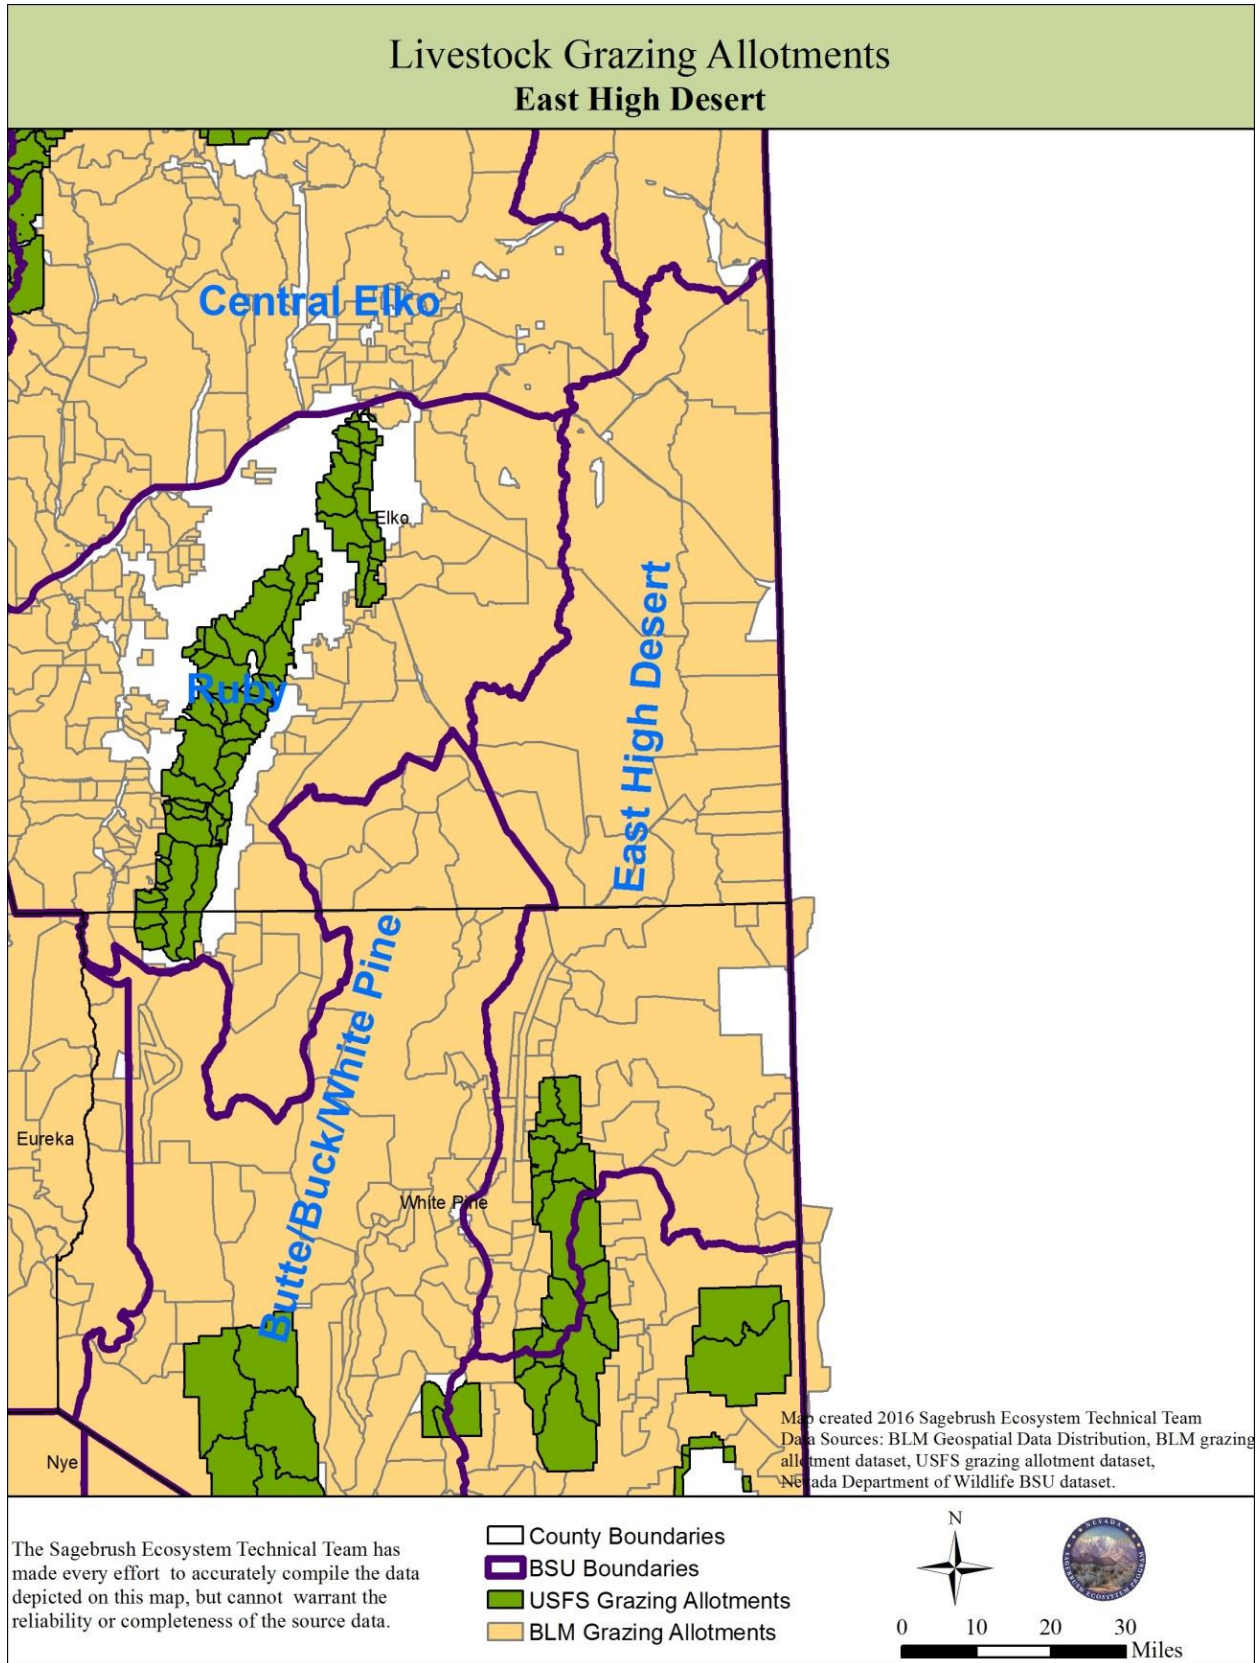 Livestock Grazing Allotments
East High Desert
Central Elko
Elko
East High Desert
Ruby
Butte/Buck/White Pine
Eureka
White Pine
Nye
Map created 2016 Sagebrush Ecosystem Technical Team
Data Sources: BLM Geospatial Data Distribution, BLM grazing
allotment dataset, USFS grazing allotment dataset,
Nevada Department of Wildlife BSU dataset.
The Sagebrush Ecosystem Technical Team has
made every effort to accurately compile the data
depicted on this map, but cannot warrant the
reliability or completeness of the source data.
County Boundaries
BSU Boundaries
USFS Grazing Allotments
BLM Grazing Allotments
N
NEVADA
SAGEBRUSH ECOSYSTEM PROGRAM
0 10 20 30
Miles